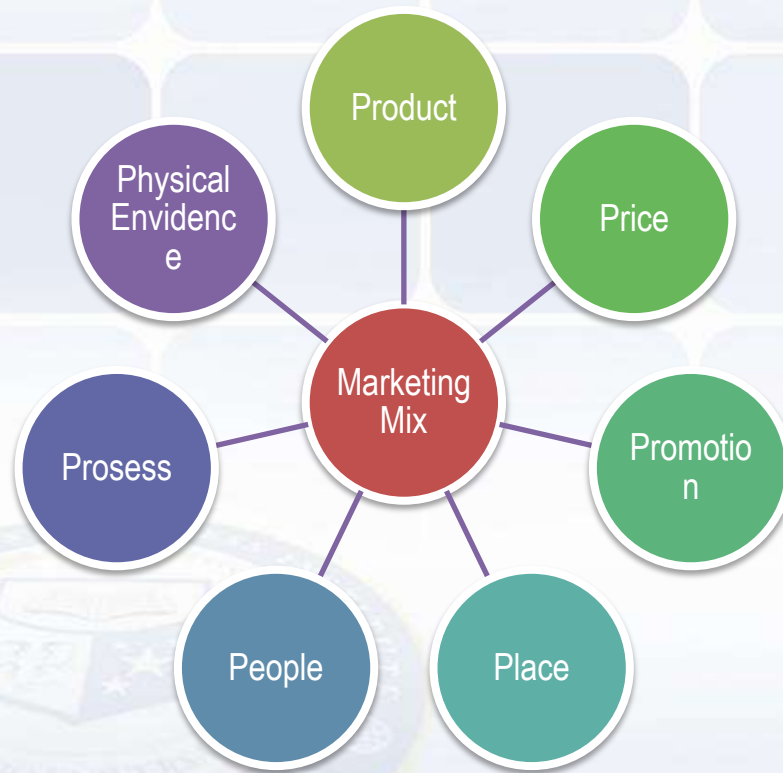 Product
Price
Promotio
n
Place
People
Prosess
Physical
Envidenc
e
Marketing
Mix